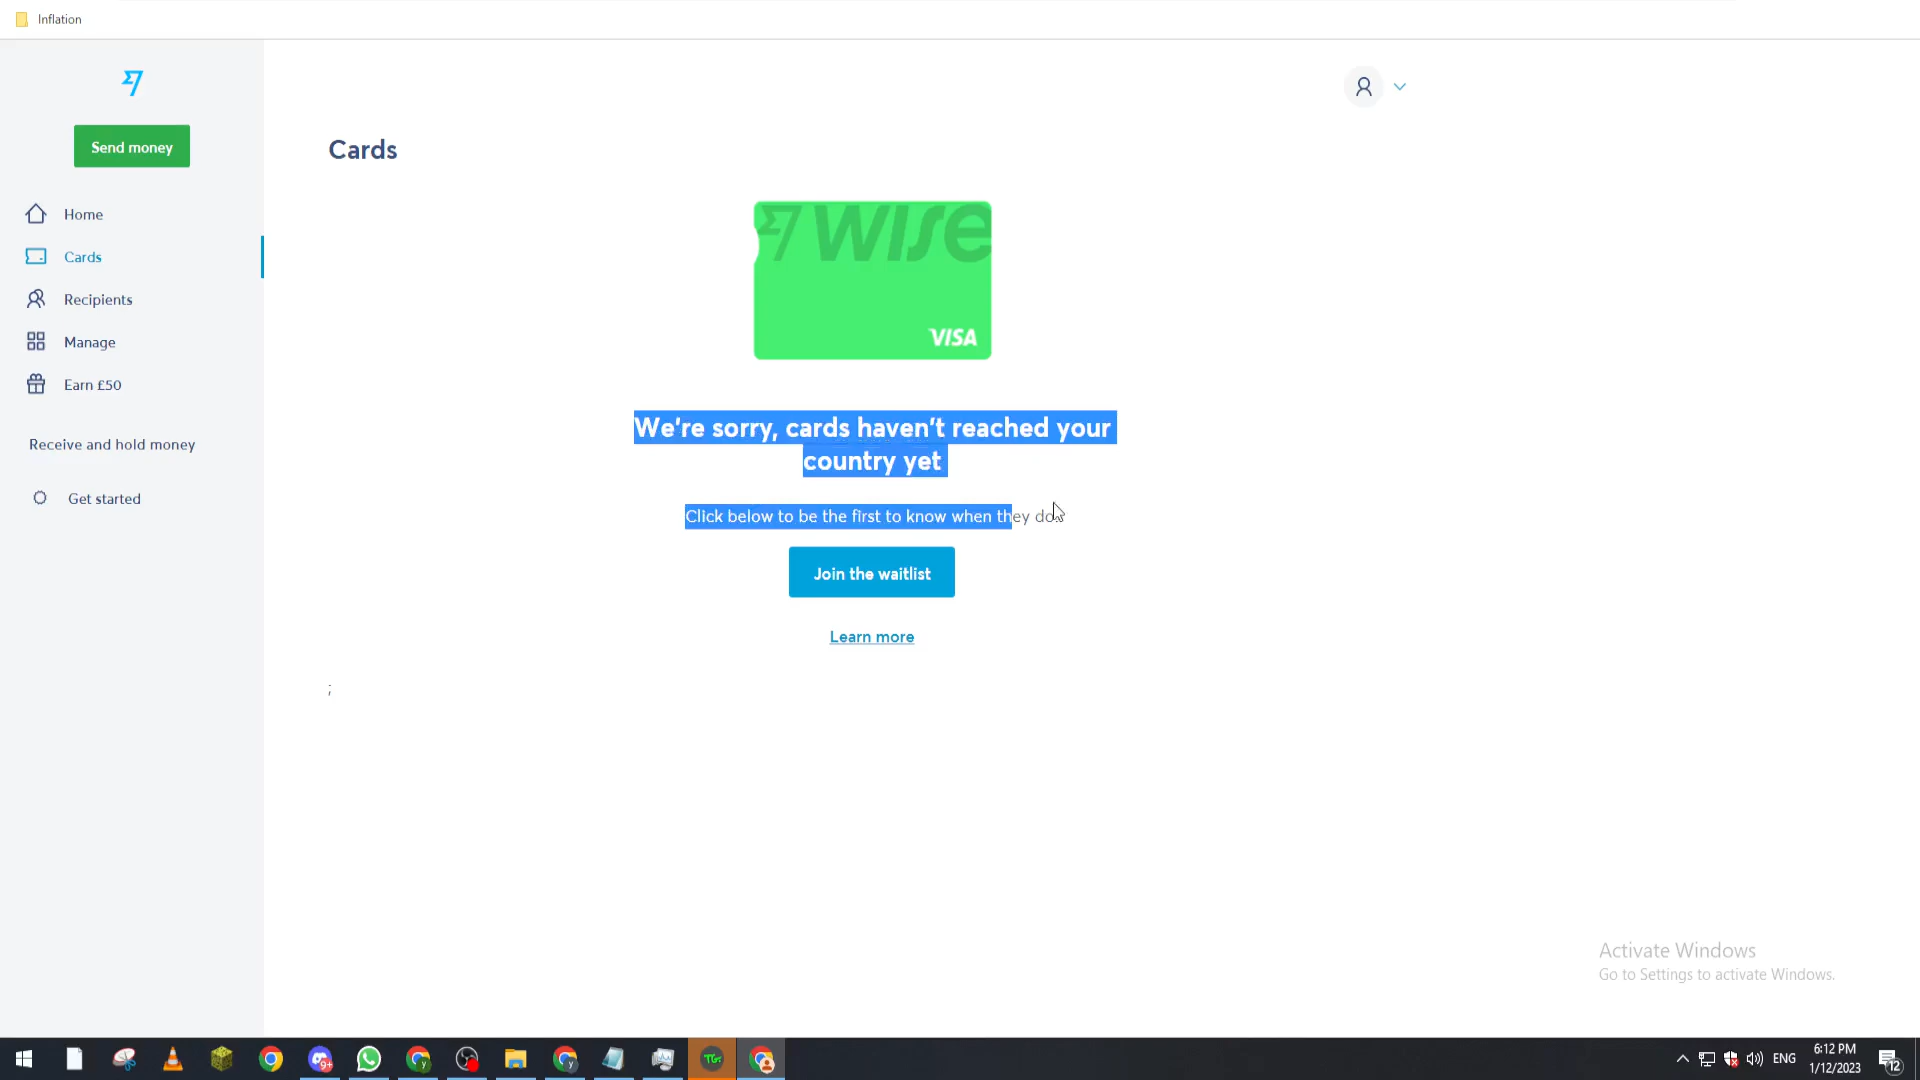 Inflation
Send money
Home
Cards
Recipients
Manage
Earn £50
Receive and hold money
Get started
Cards
WISE
VISA
We're sorry, cards haven't reached your
country yet
Click below to be the first to know when they do.
Join the waitlist
Learn more
;
Activate Windows
Go to Settings to activate Windows.
9+
y
y
TG
ENG
6:12 PM
1/12/2023
12